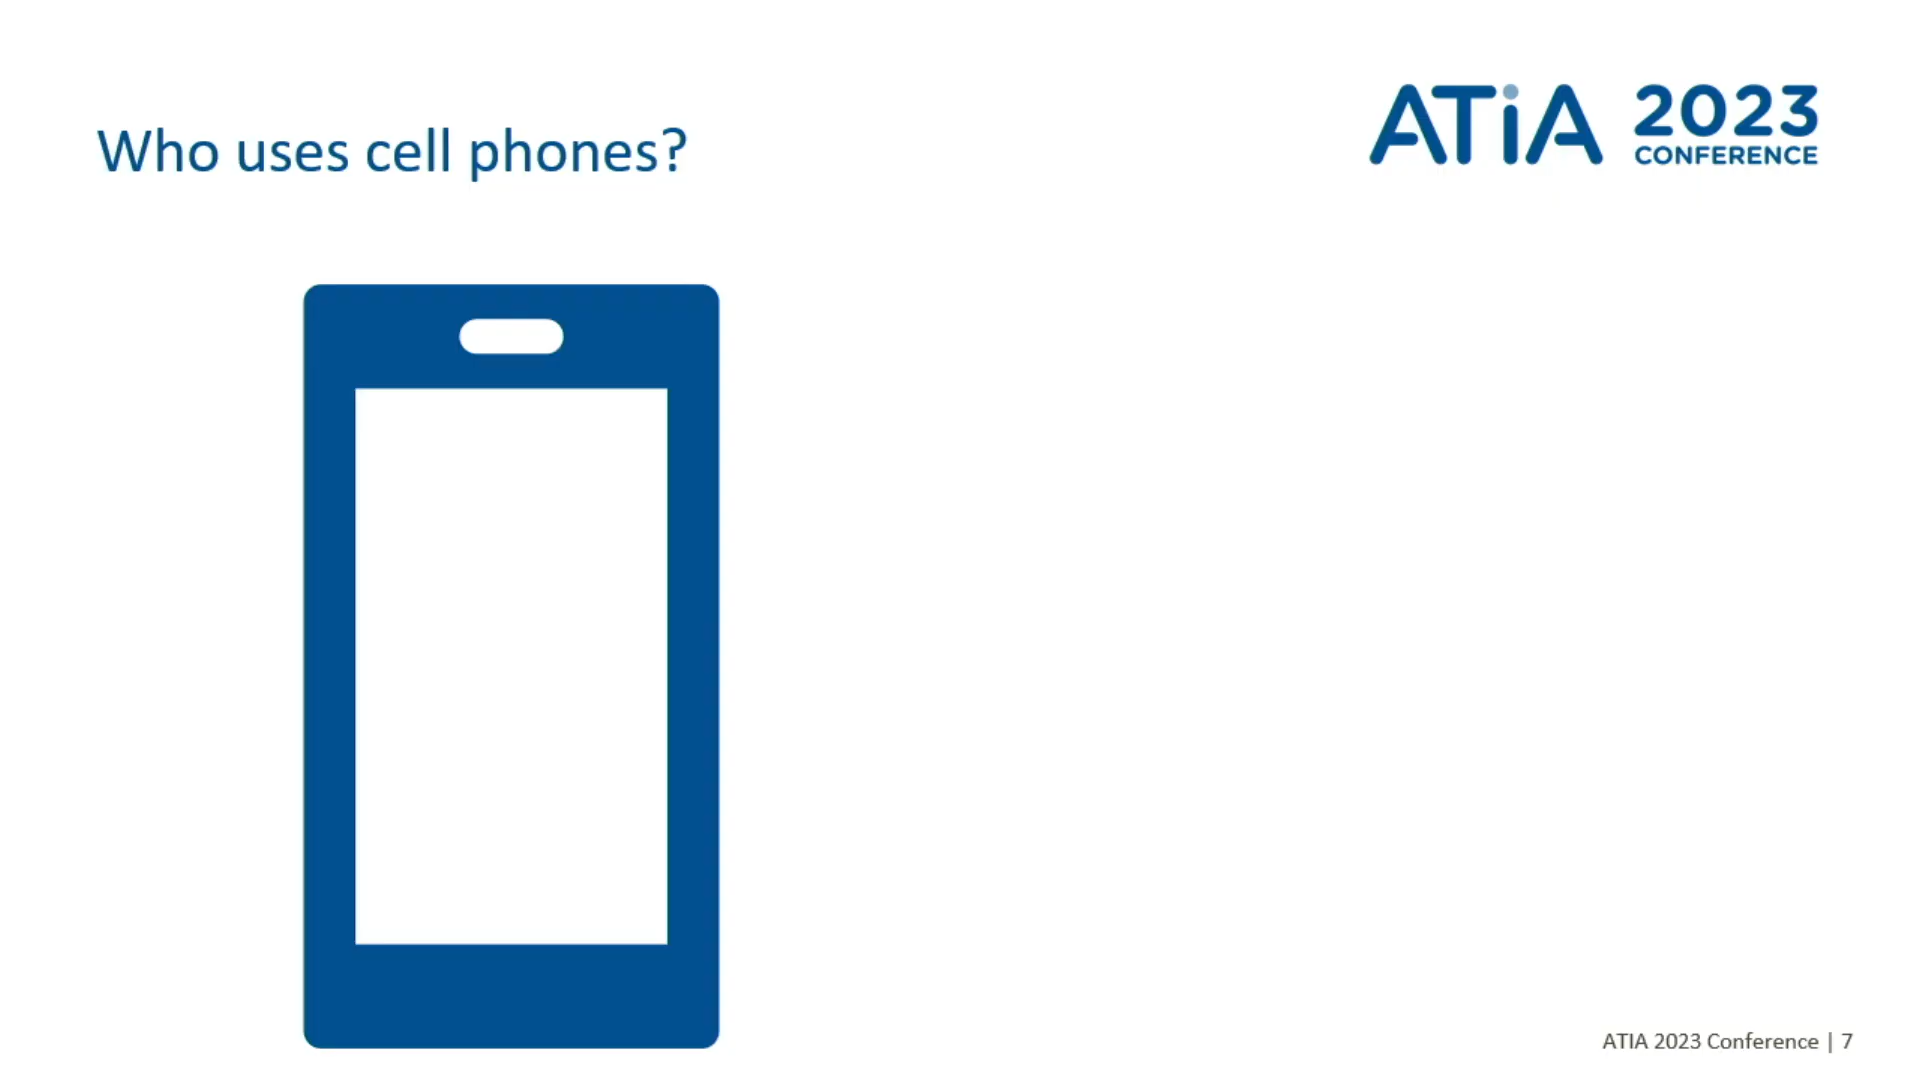 Who uses cell phones?
ATiA 2023
CONFERENCE
ATIA 2023 Conference | 7